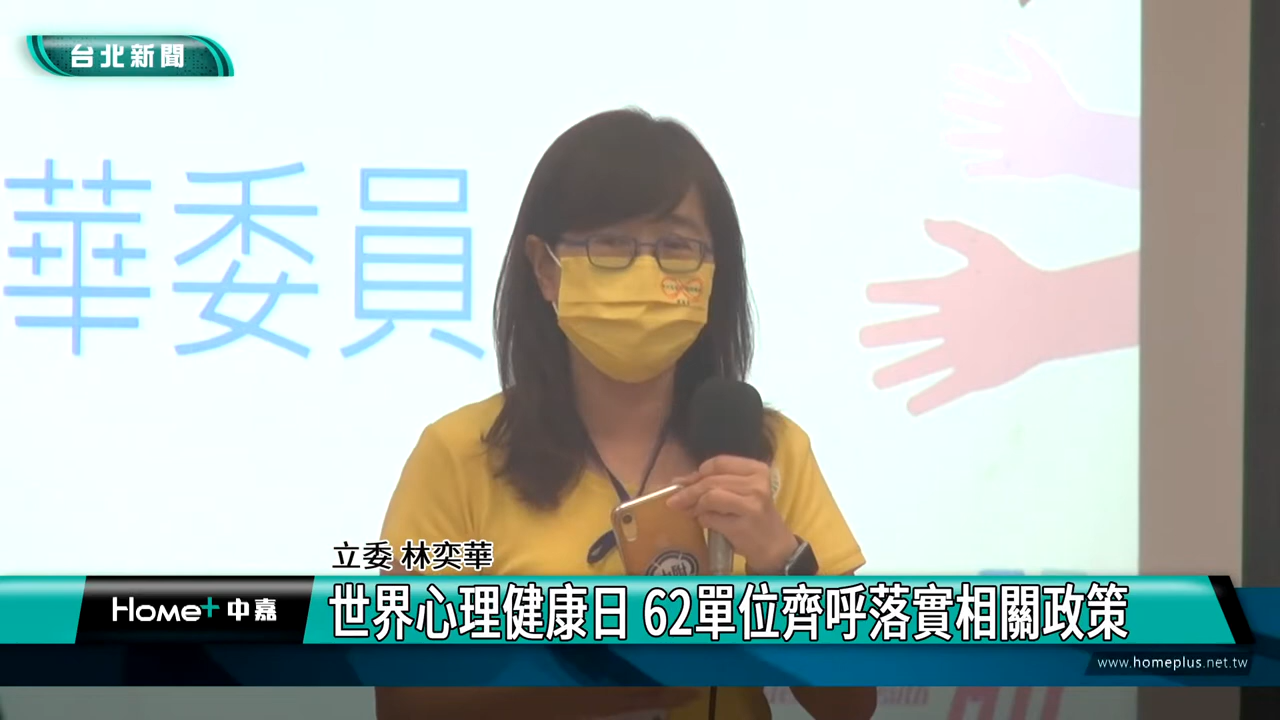 台北新聞
華委員
立委 林奕華
Home+ 中嘉
世界心理健康日 62單位齊呼落實相關政策
www.homeplus.net.tw